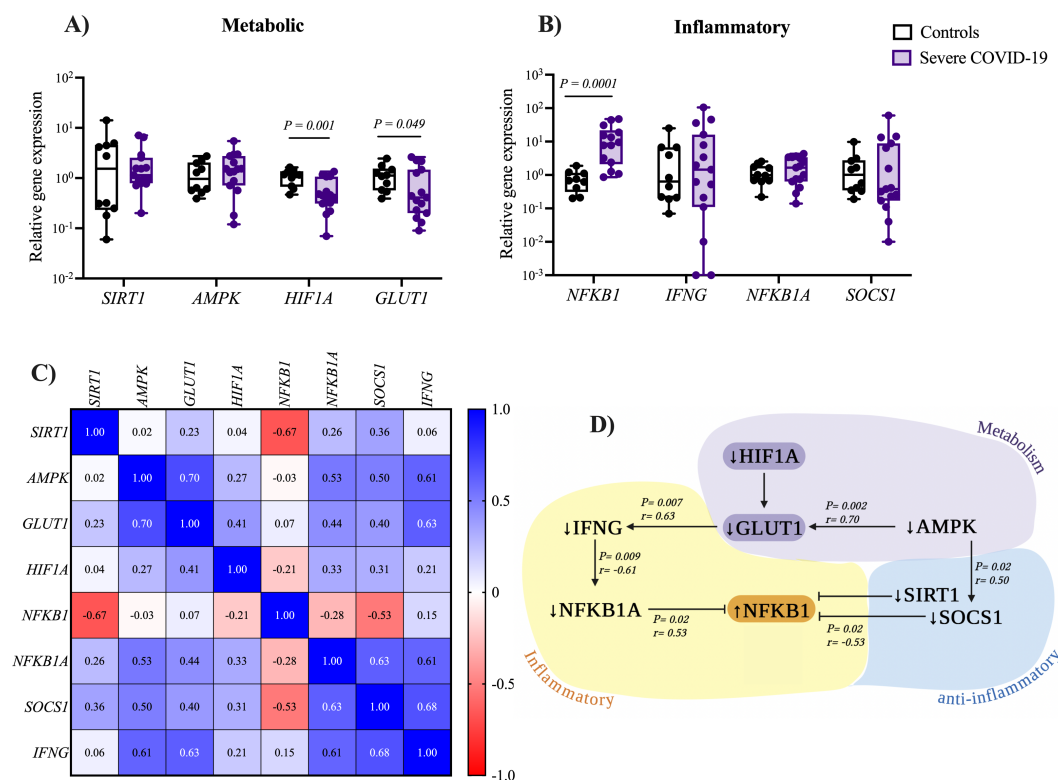 A) Metabolic
Relative gene expression
10²
10¹
10⁰
10⁻¹
10⁻²
P = 0.001
P = 0.049
SIRT1 AMPK HIF1A GLUT1
B) Inflammatory
Controls
Severe COVID-19
Relative gene expression
10³
10²
10¹
10⁰
10⁻¹
10⁻²
10⁻³
P = 0.0001
NFKB1 IFNG NFKB1A SOCS1
C)
SIRT1 AMPK GLUT1 HIF1A NFKB1 NFKB1A SOCS1 IFNG
SIRT1 1.00 0.02 0.23 0.04 -0.67 0.26 0.36 0.06
AMPK 0.02 1.00 0.70 0.27 -0.03 0.53 0.50 0.61
GLUT1 0.23 0.70 1.00 0.41 0.07 0.44 0.40 0.63
HIF1A 0.04 0.27 0.41 1.00 -0.21 0.33 0.31 0.21
NFKB1 -0.67 -0.03 0.07 -0.21 1.00 -0.28 -0.53 0.15
NFKB1A 0.26 0.53 0.44 0.33 -0.28 1.00 0.63 0.61
SOCS1 0.36 0.50 0.40 0.31 -0.53 0.63 1.00 0.68
IFNG 0.06 0.61 0.63 0.21 0.15 0.61 0.68 1.00
1.0
0.5
0
-0.5
-1.0
D)
Metabolism
↓HIF1A
P= 0.007
r= 0.63
P= 0.002
r= 0.70
↓IFNG
↓GLUT1
↓AMPK
P= 0.009
r= -0.61
P= 0.02
r= 0.50
↓NFKB1A
↑NFKB1
↓SIRT1
↓SOCS1
P= 0.02
r= 0.53
P= 0.02
r= -0.53
Inflammatory
anti-inflammatory